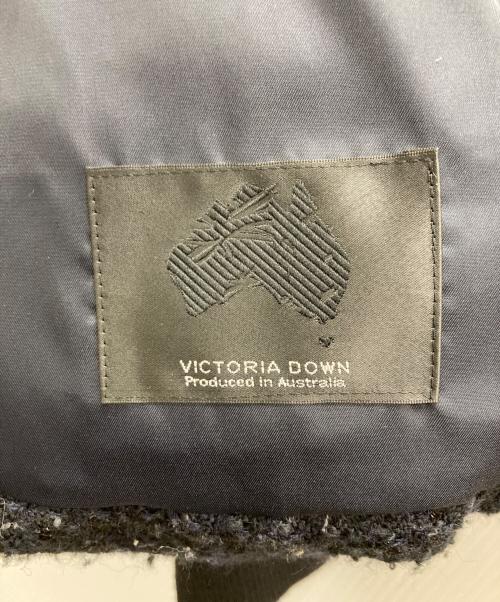 VICTORIA DOWN
Produced in Australia